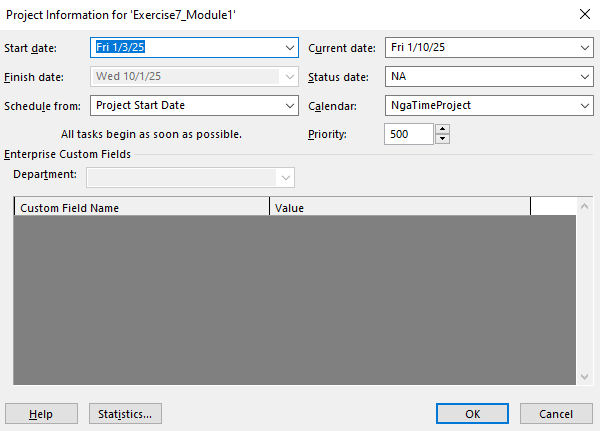 Project Information for 'Exercise7_Module1'
Start date: Fri 1/3/25 Current date: Fri 1/10/25
Finish date: Wed 10/1/25 Status date: NA
Schedule from: Project Start Date Calendar: NgaTimeProject
All tasks begin as soon as possible. Priority: 500
Enterprise Custom Fields
Department:
Custom Field Name Value
Help Statistics... OK Cancel